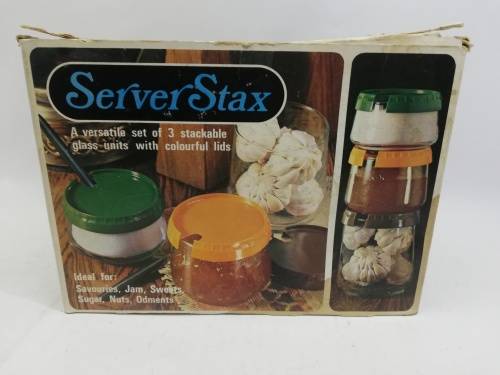 ServerStax
A versatile set of 3 stackable
glass units with colourful lids
Ideal for:
Savouries, Jam, Sweets,
Sugar, Nuts, Odments